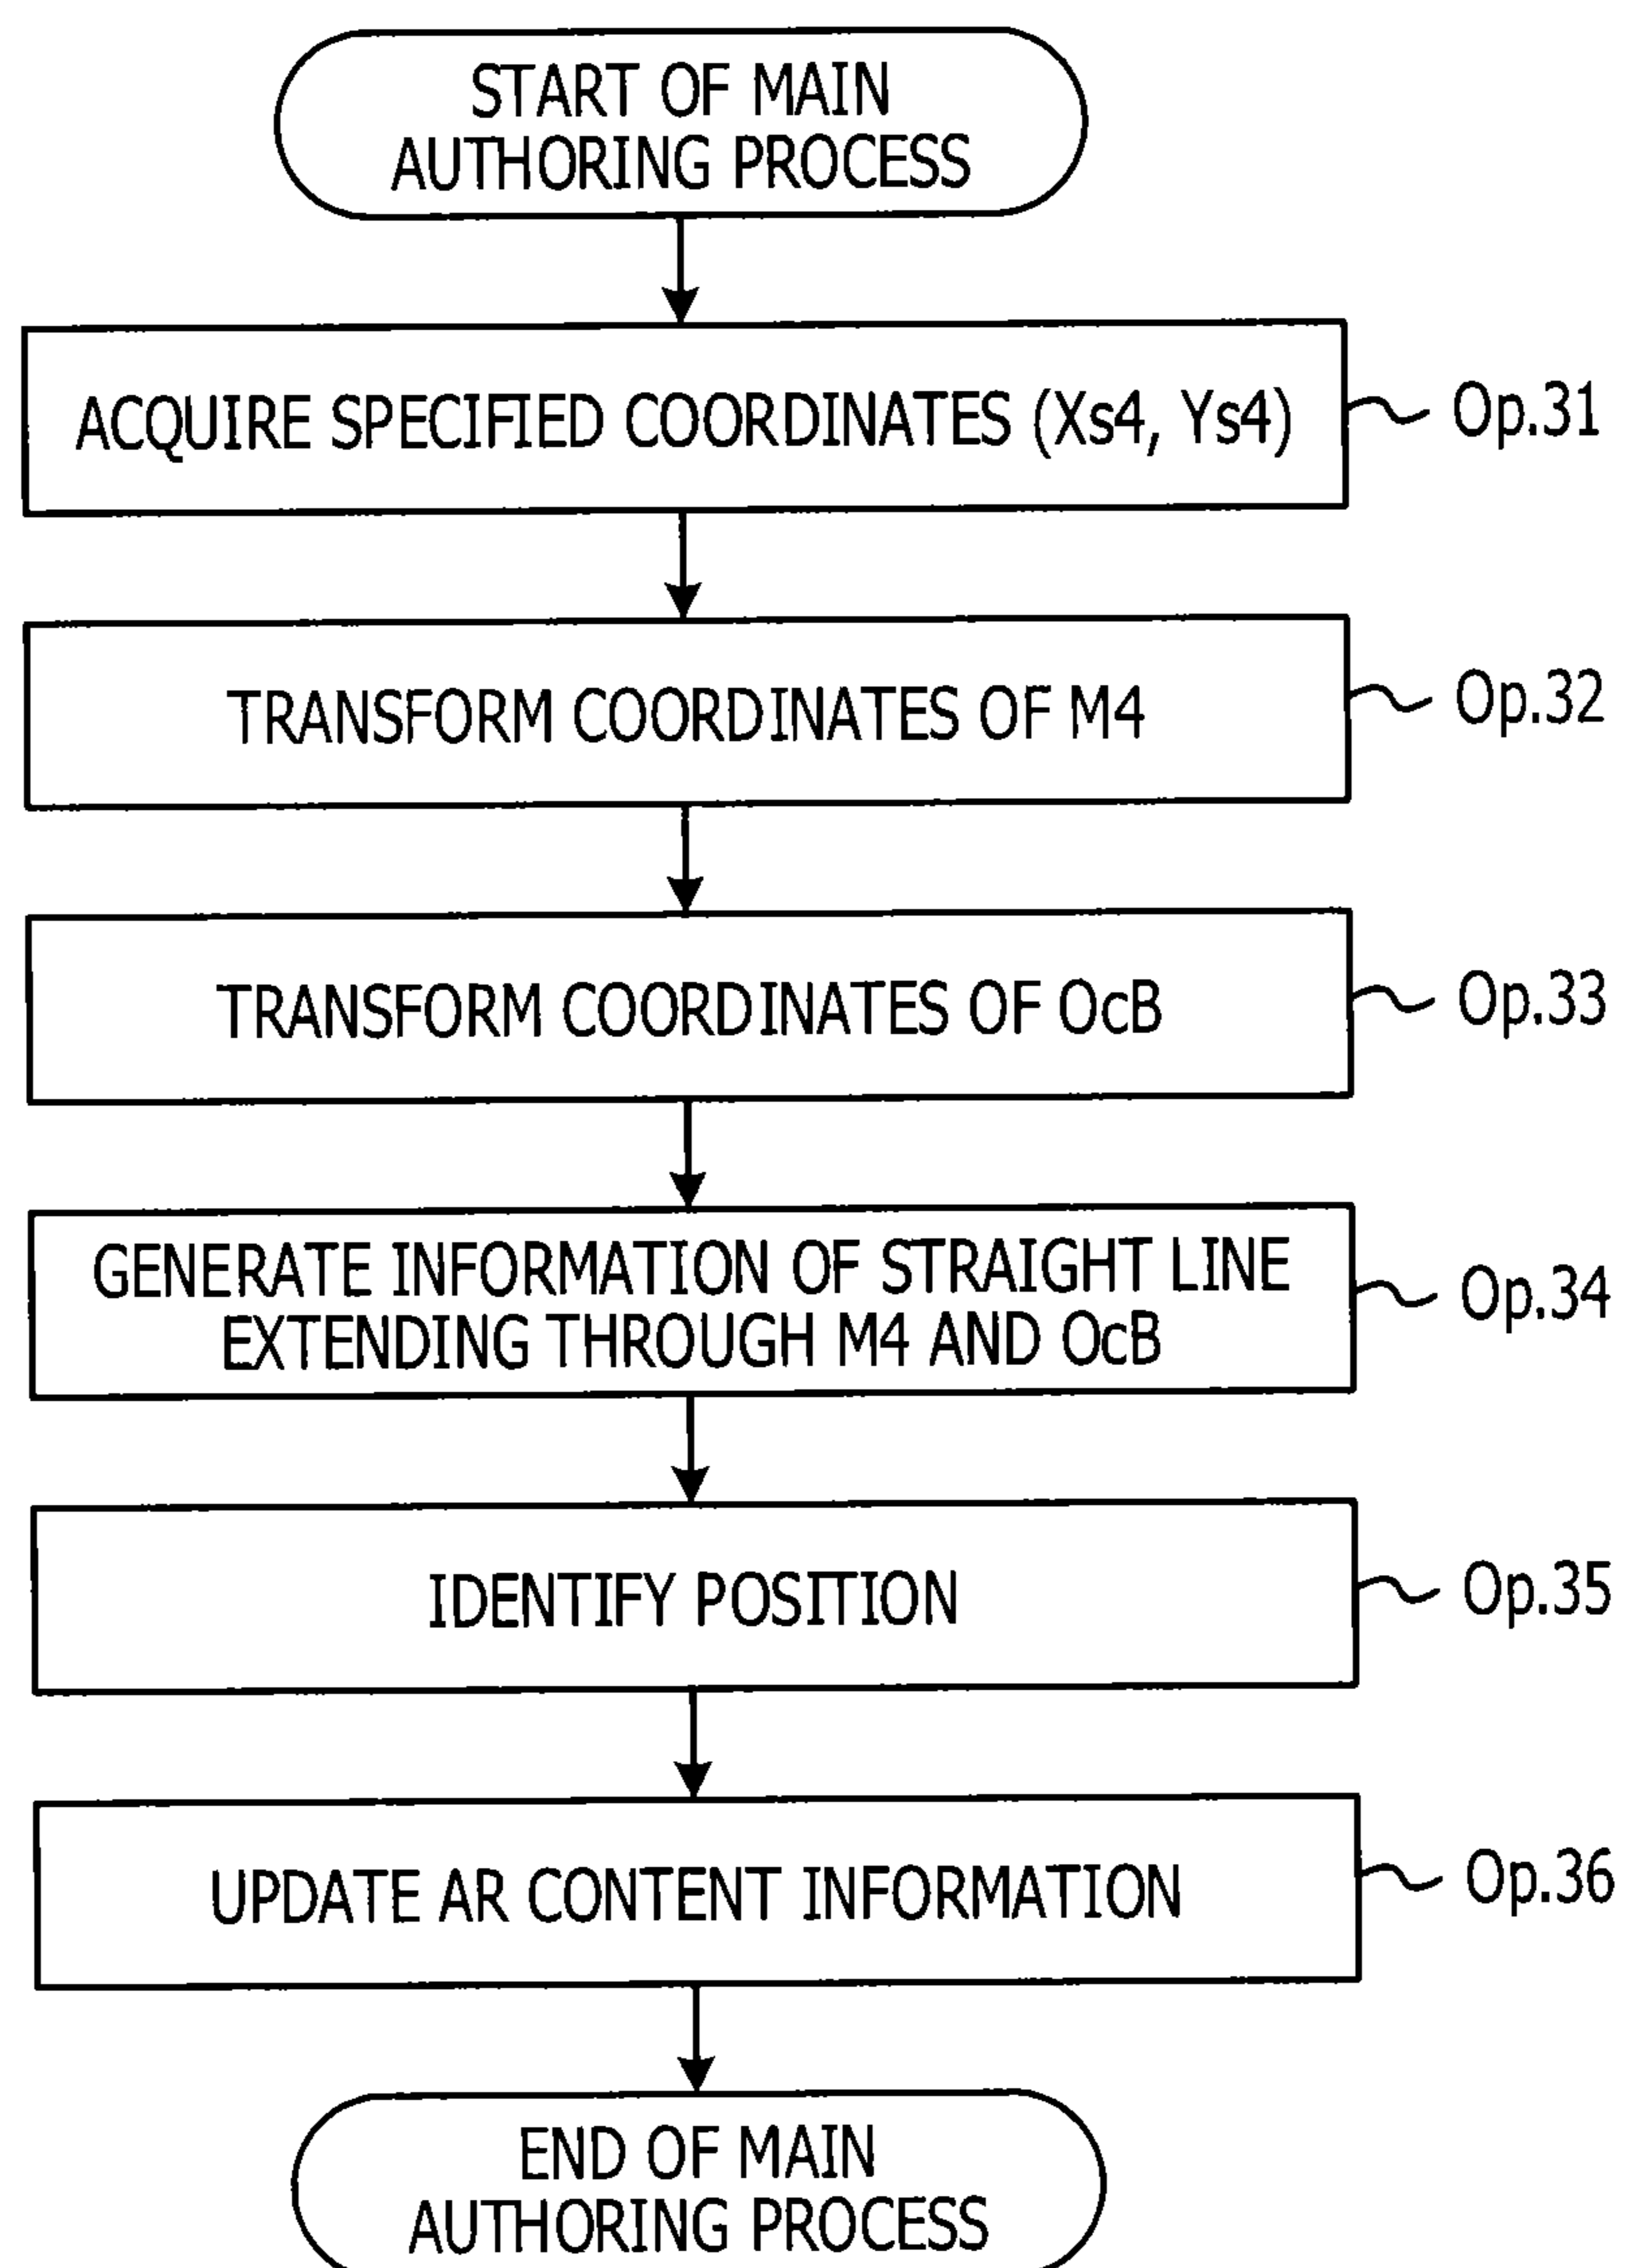 START OF MAIN
AUTHORING PROCESS
ACQUIRE SPECIFIED COORDINATES (Xs4, Ys4)
Op.31
TRANSFORM COORDINATES OF M4
Op.32
TRANSFORM COORDINATES OF OcB
Op.33
GENERATE INFORMATION OF STRAIGHT LINE
EXTENDING THROUGH M4 AND OcB
Op.34
IDENTIFY POSITION
Op.35
UPDATE AR CONTENT INFORMATION
Op.36
END OF MAIN
AUTHORING PROCESS